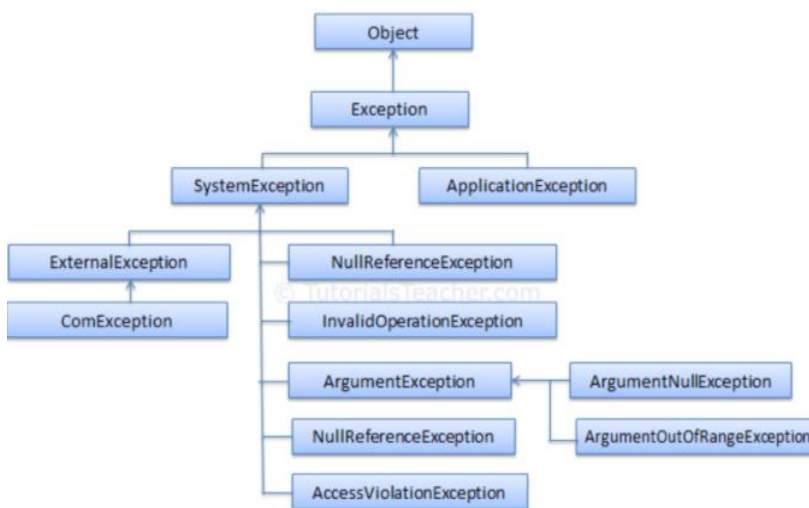 Object
Exception
SystemException
ApplicationException
ExternalException
NullReferenceException
© TutorialsTeacher.com
ComException
InvalidOperationException
ArgumentException
ArgumentNullException
NullReferenceException
ArgumentOutOfRangeException
AccessViolationException